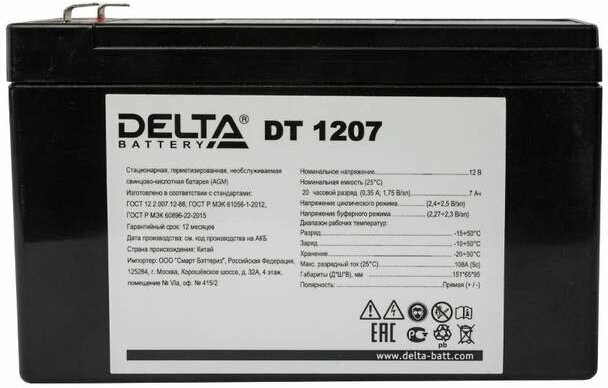 DELTA®
BATTERY
DT 1207
Стационарная, герметизированная, необслуживаемая
свинцово-кислотная батарея (AGM)
Изготовлено в соответствии с стандартами:
ГОСТ 12.2.007.12-88, ГОСТ Р МЭК 61056-1-2012,
ГОСТ Р МЭК 60896-22-2015
Гарантийный срок: 12 месяцев
Дата производства: см. код производства на АКБ
Страна происхождения: Китай
Импортер: ООО "Смарт Баттериз", Российская Федерация,
125284, г. Москва, Хорошёвское шоссе, д. 32А, 4 этаж,
помещение № VIa, оф. № 415/2
Номинальное напряжение 12 В
Номинальная емкость (25°С)
20 часовой разряд (0,35 А; 1,75 В/эл) 7 Ач
Напряжение циклического режима (2,4÷2,5 В/эл)
Напряжение буферного режима (2,27÷2,3 В/эл)
Диапазон рабочих температур
Разряд -15÷50°С
Заряд -10÷50°С
Хранение -20÷50°С
Макс. разрядный ток (25°С) 108А (5с)
Габариты (Д*Ш*В), мм 151*65*95
Полярность Прямая (+ / -)
EAC
Pb
www.delta-batt.com